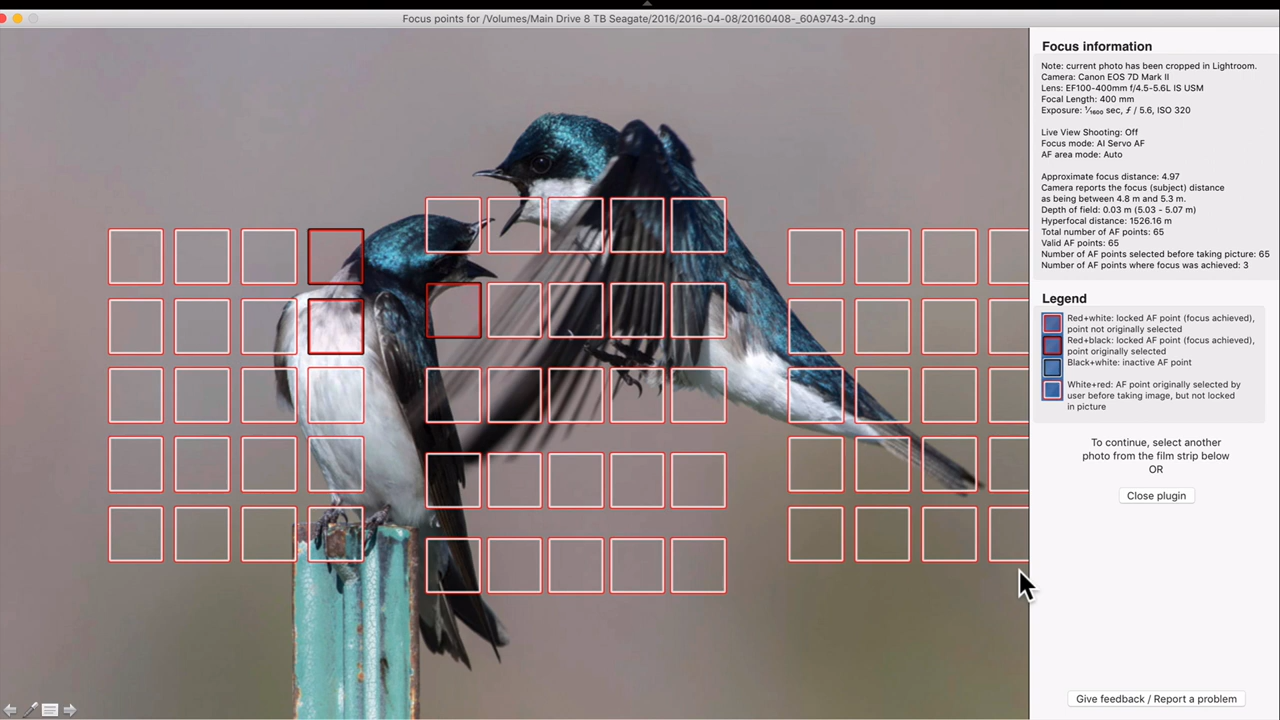 Focus points for /Volumes/Main Drive 8 TB Seagate/2016/2016-04-08/20160408-_60A9743-2.dng
Focus information
Note: current photo has been cropped in Lightroom.
Camera: Canon EOS 7D Mark II
Lens: EF100-400mm f/4.5-5.6L IS USM
Focal Length: 400 mm
Exposure: ¹⁄₁₆₀₀ sec, ƒ / 5.6, ISO 320
Live View Shooting: Off
Focus mode: AI Servo AF
AF area mode: Auto
Approximate focus distance: 4.97
Camera reports the focus (subject) distance
as being between 4.8 m and 5.3 m.
Depth of field: 0.03 m (5.03 - 5.07 m)
Hyperfocal distance: 1526.16 m
Total number of AF points: 65
Valid AF points: 65
Number of AF points selected before taking picture: 65
Number of AF points where focus was achieved: 3
Legend
Red+white: locked AF point (focus achieved),
point not originally selected
Red+black: locked AF point (focus achieved),
point originally selected
Black+white: inactive AF point
White+red: AF point originally selected by
user before taking image, but not locked
in picture
To continue, select another
photo from the film strip below
OR
Close plugin
Give feedback / Report a problem